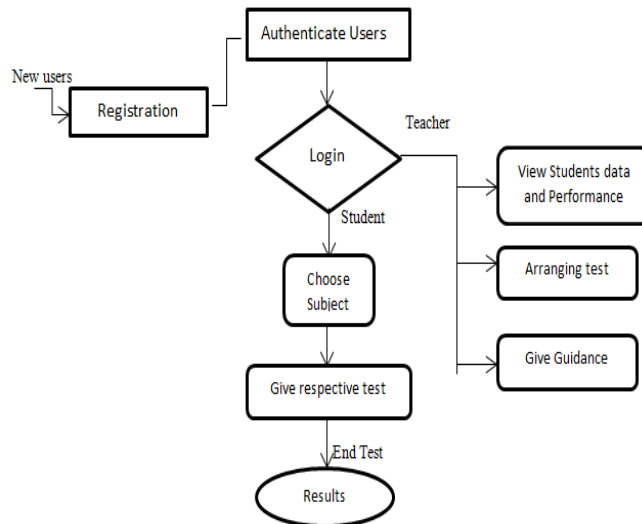 Authenticate Users
New users
Registration
Teacher
Login
View Students data
and Performance
Student
Arranging test
Choose
Subject
Give Guidance
Give respective test
End Test
Results